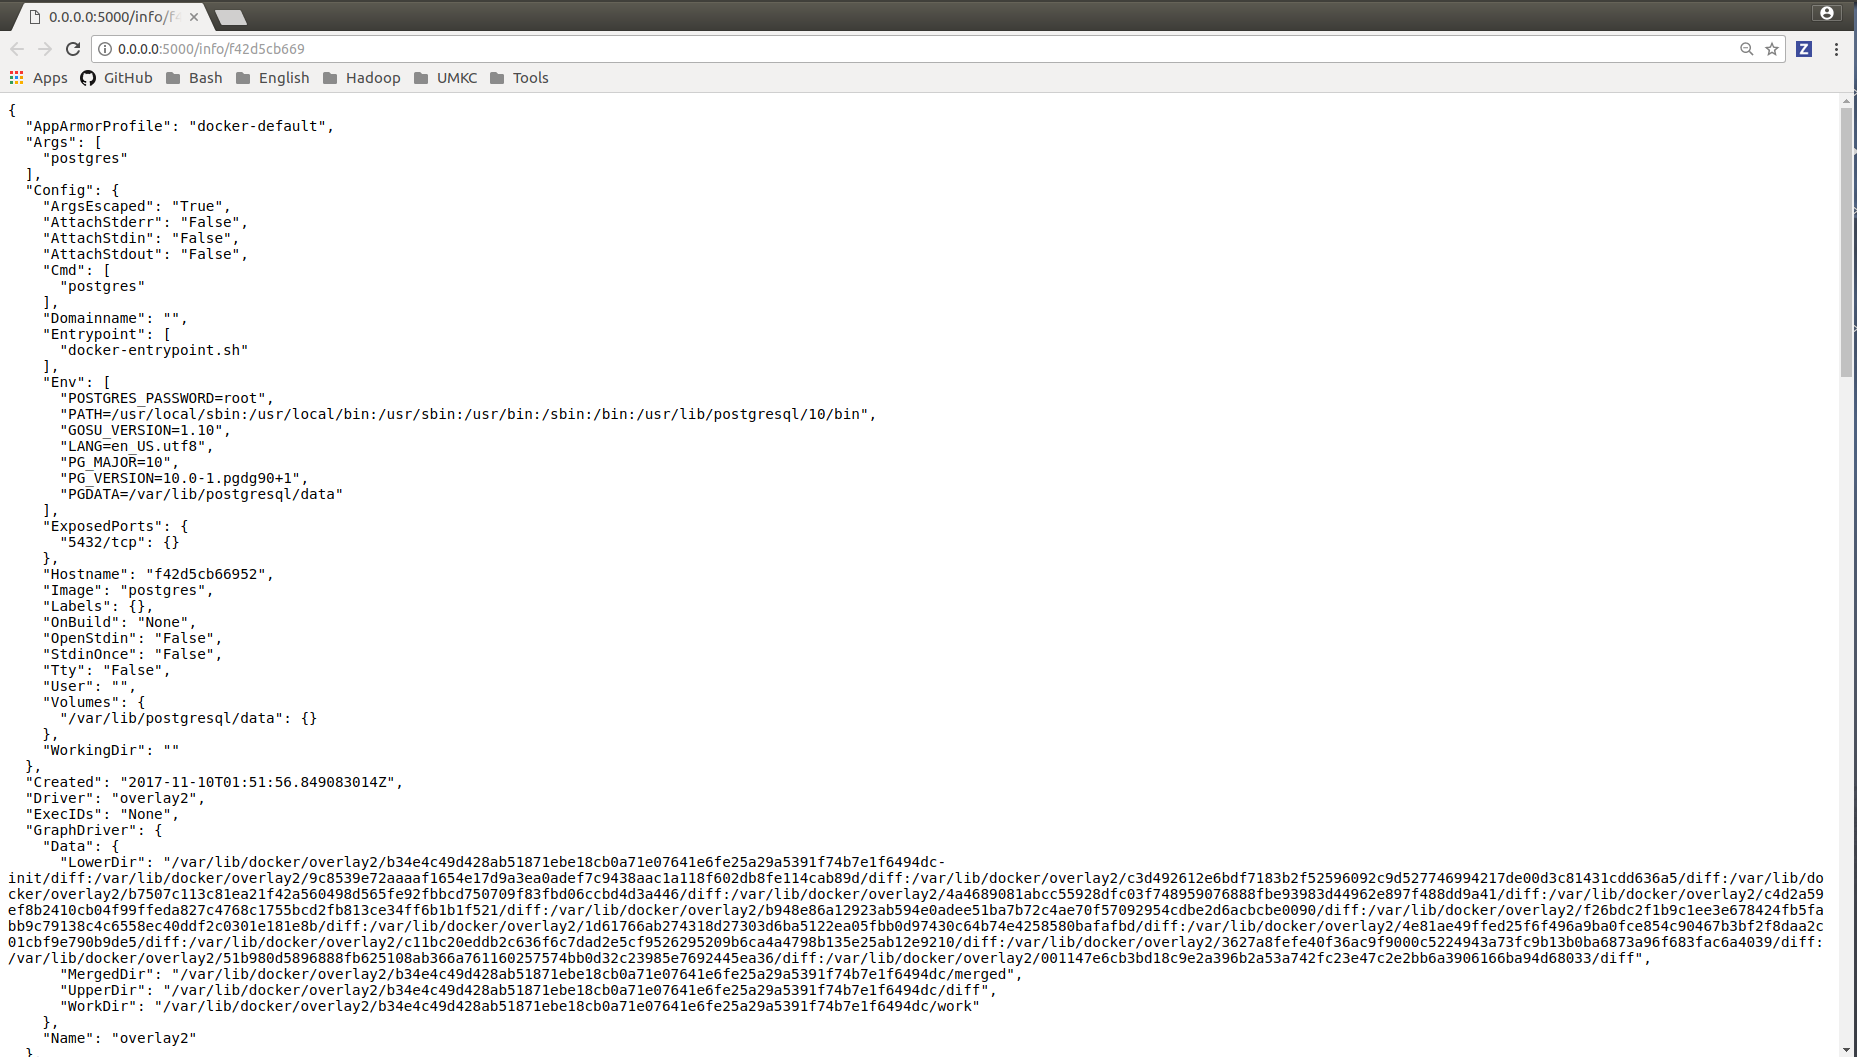 0.0.0.0:5000/info/f4
0.0.0.0:5000/info/f42d5cb669
Apps GitHub Bash English Hadoop UMKC Tools
{
  "AppArmorProfile": "docker-default",
  "Args": [
    "postgres"
  ],
  "Config": {
    "ArgsEscaped": "True",
    "AttachStderr": "False",
    "AttachStdin": "False",
    "AttachStdout": "False",
    "Cmd": [
      "postgres"
    ],
    "Domainname": "",
    "Entrypoint": [
      "docker-entrypoint.sh"
    ],
    "Env": [
      "POSTGRES_PASSWORD=root",
      "PATH=/usr/local/sbin:/usr/local/bin:/usr/sbin:/usr/bin:/sbin:/bin:/usr/lib/postgresql/10/bin",
      "GOSU_VERSION=1.10",
      "LANG=en_US.utf8",
      "PG_MAJOR=10",
      "PG_VERSION=10.0-1.pgdg90+1",
      "PGDATA=/var/lib/postgresql/data"
    ],
    "ExposedPorts": {
      "5432/tcp": {}
    },
    "Hostname": "f42d5cb66952",
    "Image": "postgres",
    "Labels": {},
    "OnBuild": "None",
    "OpenStdin": "False",
    "StdinOnce": "False",
    "Tty": "False",
    "User": "",
    "Volumes": {
      "/var/lib/postgresql/data": {}
    },
    "WorkingDir": ""
  },
  "Created": "2017-11-10T01:51:56.849083014Z",
  "Driver": "overlay2",
  "ExecIDs": "None",
  "GraphDriver": {
    "Data": {
      "LowerDir": "/var/lib/docker/overlay2/b34e4c49d428ab51871ebe18cb0a71e07641e6fe25a29a5391f74b7e1f6494dc-
init/diff:/var/lib/docker/overlay2/9c8539e72aaaaf1654e17d9a3ea0adef7c9438aac1a118f602db8fe114cab89d/diff:/var/lib/docker/overlay2/c3d492612e6bdf7183b2f52596092c9d527746994217de00d3c81431cdd636a5/diff:/var/lib/do
cker/overlay2/b7507c113c81ea21f42a560498d565fe92fbbcd750709f83fbd06ccbd4d3a446/diff:/var/lib/docker/overlay2/4a4689081abcc55928dfc03f748959076888fbe93983d44962e897f488dd9a41/diff:/var/lib/docker/overlay2/c4d2a59
ef8b2410cb04f99ffeda827c4768c1755bcd2fb813ce34ff6b1b1f521/diff:/var/lib/docker/overlay2/b948e86a12923ab594e0adee51ba7b72c4ae70f57092954cdbe2d6acbcbe0090/diff:/var/lib/docker/overlay2/f26bdc2f1b9c1ee3e678424fb5fa
bb9c79138c4c6558ec40ddf2c0301e181e8b/diff:/var/lib/docker/overlay2/1d61766ab274318d27303d6ba5122ea05fbb0d97430c64b74e4258580bafafbd/diff:/var/lib/docker/overlay2/4e81ae49ffed25f6f496a9ba0fce854c90467b3bf2f8daa2c
01cbf9e790b9de5/diff:/var/lib/docker/overlay2/c11bc20eddb2c636f6c7dad2e5cf9526295209b6ca4a4798b135e25ab12e9210/diff:/var/lib/docker/overlay2/3627a8fefe40f36ac9f9000c5224943a73fc9b13b0ba6873a96f683fac6a4039/diff:
/var/lib/docker/overlay2/51b980d5896888fb625108ab366a761160257574bb0d32c23985e7692445ea36/diff:/var/lib/docker/overlay2/001147e6cb3bd18c9e2a396b2a53a742fc23e47c2e2bb6a3906166ba94d68033/diff",
      "MergedDir": "/var/lib/docker/overlay2/b34e4c49d428ab51871ebe18cb0a71e07641e6fe25a29a5391f74b7e1f6494dc/merged",
      "UpperDir": "/var/lib/docker/overlay2/b34e4c49d428ab51871ebe18cb0a71e07641e6fe25a29a5391f74b7e1f6494dc/diff",
      "WorkDir": "/var/lib/docker/overlay2/b34e4c49d428ab51871ebe18cb0a71e07641e6fe25a29a5391f74b7e1f6494dc/work"
    },
    "Name": "overlay2"
  }